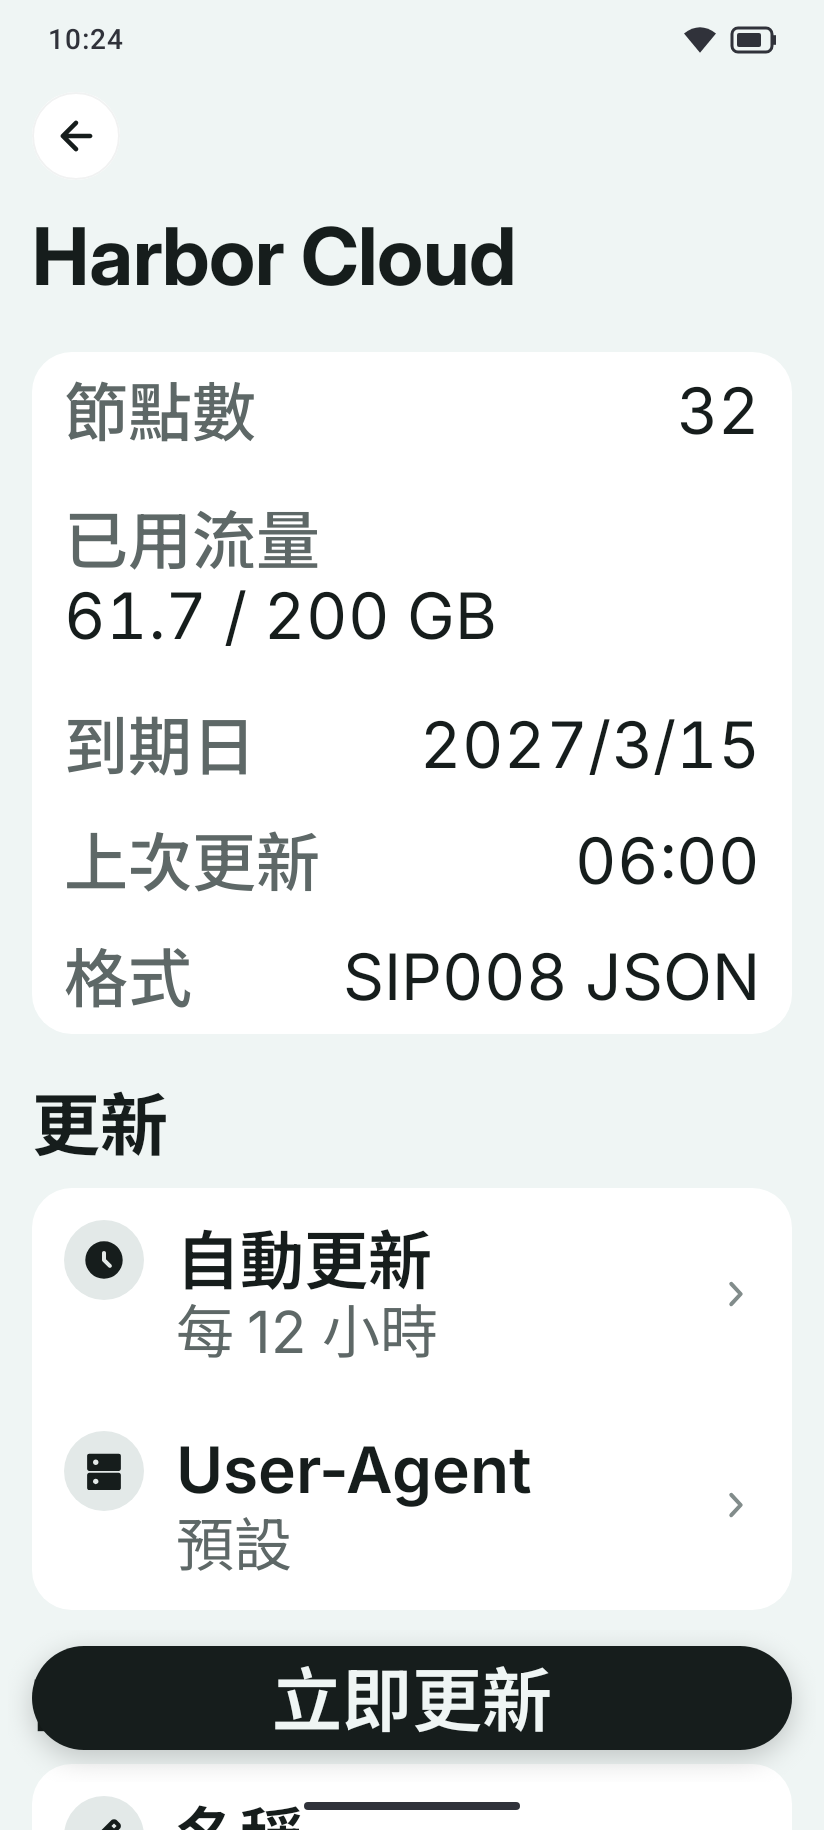 10:24
Harbor Cloud
節點數 32
已用流量
61.7 / 200 GB
到期日 2027/3/15
上次更新 06:00
格式 SIP008 JSON
更新
自動更新
每 12 小時
User-Agent
預設
立即更新
名稱